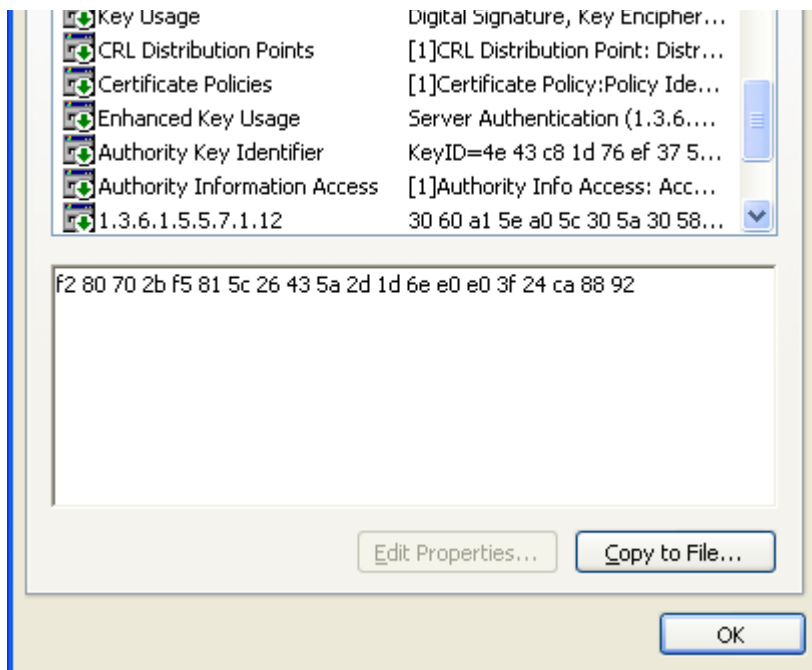 Key Usage Digital Signature, Key Encipher...
CRL Distribution Points [1]CRL Distribution Point: Distr...
Certificate Policies [1]Certificate Policy:Policy Ide...
Enhanced Key Usage Server Authentication (1.3.6....
Authority Key Identifier KeyID=4e 43 c8 1d 76 ef 37 5...
Authority Information Access [1]Authority Info Access: Acc...
1.3.6.1.5.5.7.1.12 30 60 a1 5e a0 5c 30 5a 30 58...
f2 80 70 2b f5 81 5c 26 43 5a 2d 1d 6e e0 e0 3f 24 ca 88 92
Edit Properties... Copy to File...
OK